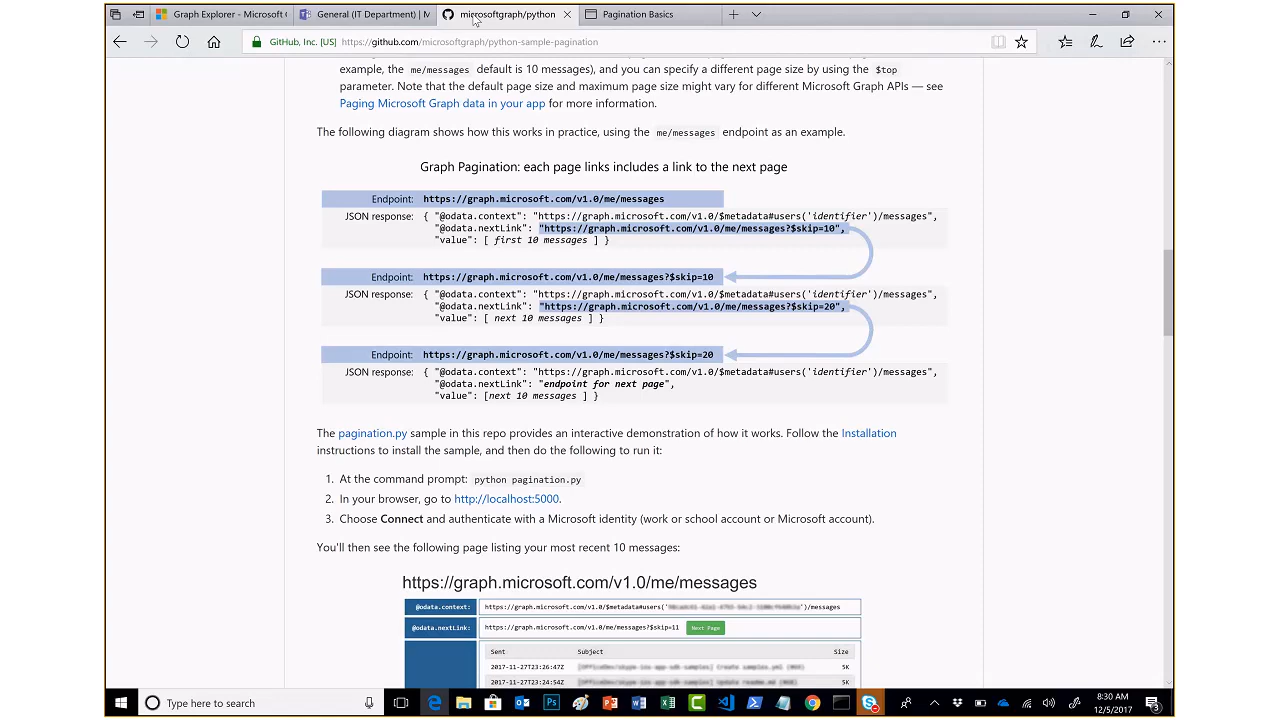 Graph Explorer - Microsoft G
General (IT Department) | M
microsoftgraph/python
Pagination Basics
GitHub, Inc. [US] https://github.com/microsoftgraph/python-sample-pagination
example, the me/messages default is 10 messages), and you can specify a different page size by using the $top
parameter. Note that the default page size and maximum page size might vary for different Microsoft Graph APIs — see
Paging Microsoft Graph data in your app for more information.
The following diagram shows how this works in practice, using the me/messages endpoint as an example.
Graph Pagination: each page links includes a link to the next page
Endpoint: https://graph.microsoft.com/v1.0/me/messages
JSON response: { "@odata.context": "https://graph.microsoft.com/v1.0/$metadata#users('identifier')/messages",
"@odata.nextLink": "https://graph.microsoft.com/v1.0/me/messages?$skip=10",
"value": [ first 10 messages ] }
Endpoint: https://graph.microsoft.com/v1.0/me/messages?$skip=10
JSON response: { "@odata.context": "https://graph.microsoft.com/v1.0/$metadata#users('identifier')/messages",
"@odata.nextLink": "https://graph.microsoft.com/v1.0/me/messages?$skip=20",
"value": [ next 10 messages ] }
Endpoint: https://graph.microsoft.com/v1.0/me/messages?$skip=20
JSON response: { "@odata.context": "https://graph.microsoft.com/v1.0/$metadata#users('identifier')/messages",
"@odata.nextLink": "endpoint for next page",
"value": [next 10 messages ] }
The pagination.py sample in this repo provides an interactive demonstration of how it works. Follow the Installation
instructions to install the sample, and then do the following to run it:
1. At the command prompt: python pagination.py
2. In your browser, go to http://localhost:5000.
3. Choose Connect and authenticate with a Microsoft identity (work or school account or Microsoft account).
You'll then see the following page listing your most recent 10 messages:
https://graph.microsoft.com/v1.0/me/messages
@odata.context: https://graph.microsoft.com/v1.0/$metadata#users(' ')/messages
@odata.nextLink: https://graph.microsoft.com/v1.0/me/messages?$skip=11 Next Page
Sent Subject Size
2017-11-27T23:26:47Z 5K
2017-11-27T23:24:54Z 5K
Type here to search
8:30 AM
12/5/2017
3